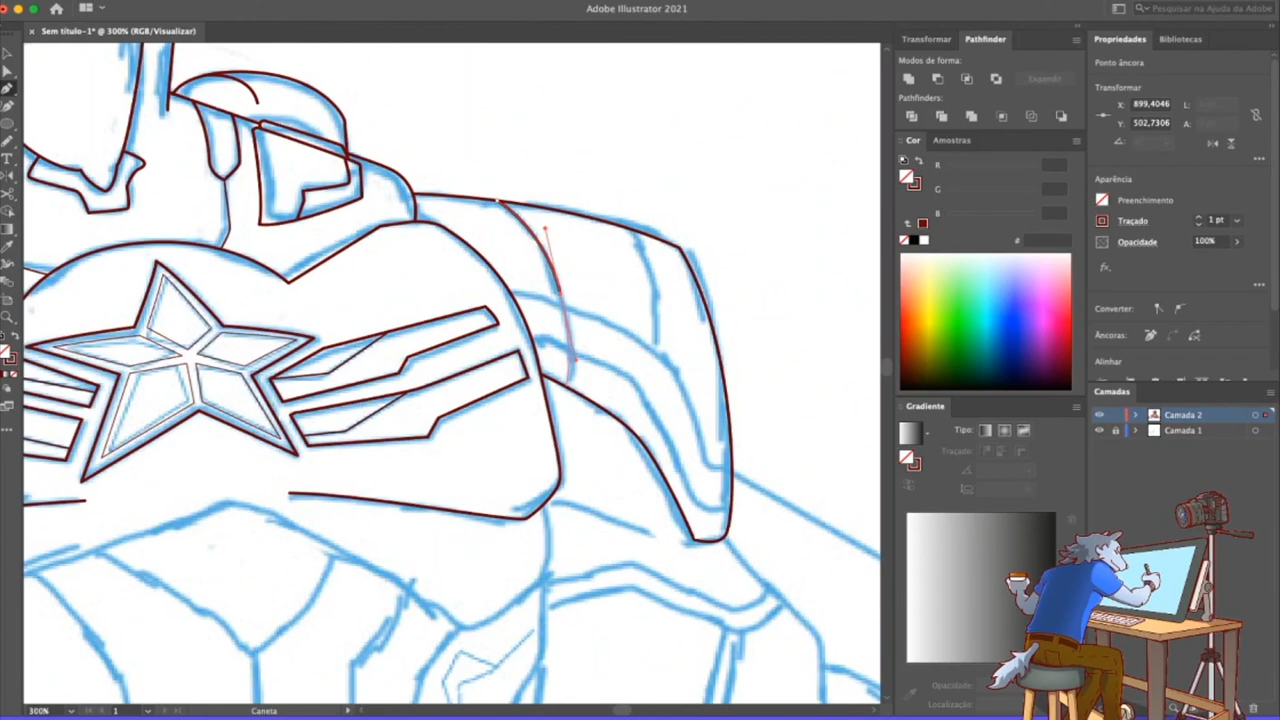 Adobe Illustrator 2021
Pesquisar na Ajuda da Adobe
× Sem título-1* @ 300% (RGB/Visualizar)
Transformar Pathfinder
Modos de forma:
Expandir
Pathfinders:
Cor Amostras
R
G
B
#
Gradiente
Tipo:
Traçado:
Opacidade:
Localização:
Propriedades Bibliotecas
Ponto âncora
Transformar
X: 899,4046 L:
Y: 502,7306 A:
Aparência
Preenchimento
Traçado 1 pt
Opacidade 100%
fx.
Converter:
Âncoras:
Alinhar
Camadas
Camada 2
Camada 1
300% 1 Caneta